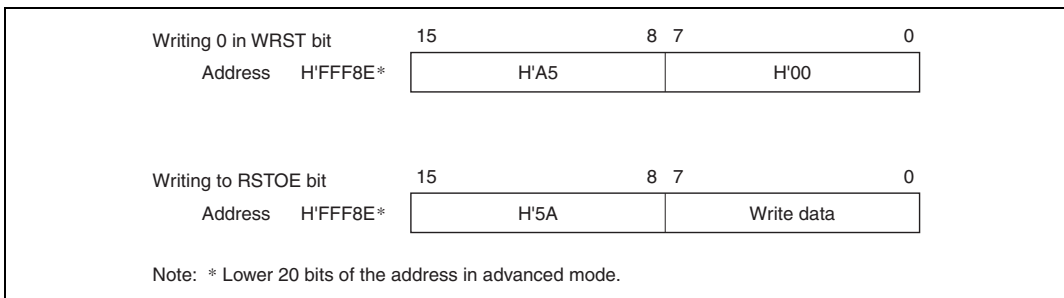 Writing 0 in WRST bit 15 8 7 0
Address H'FFF8E* H'A5 H'00
Writing to RSTOE bit 15 8 7 0
Address H'FFF8E* H'5A Write data
Note: * Lower 20 bits of the address in advanced mode.